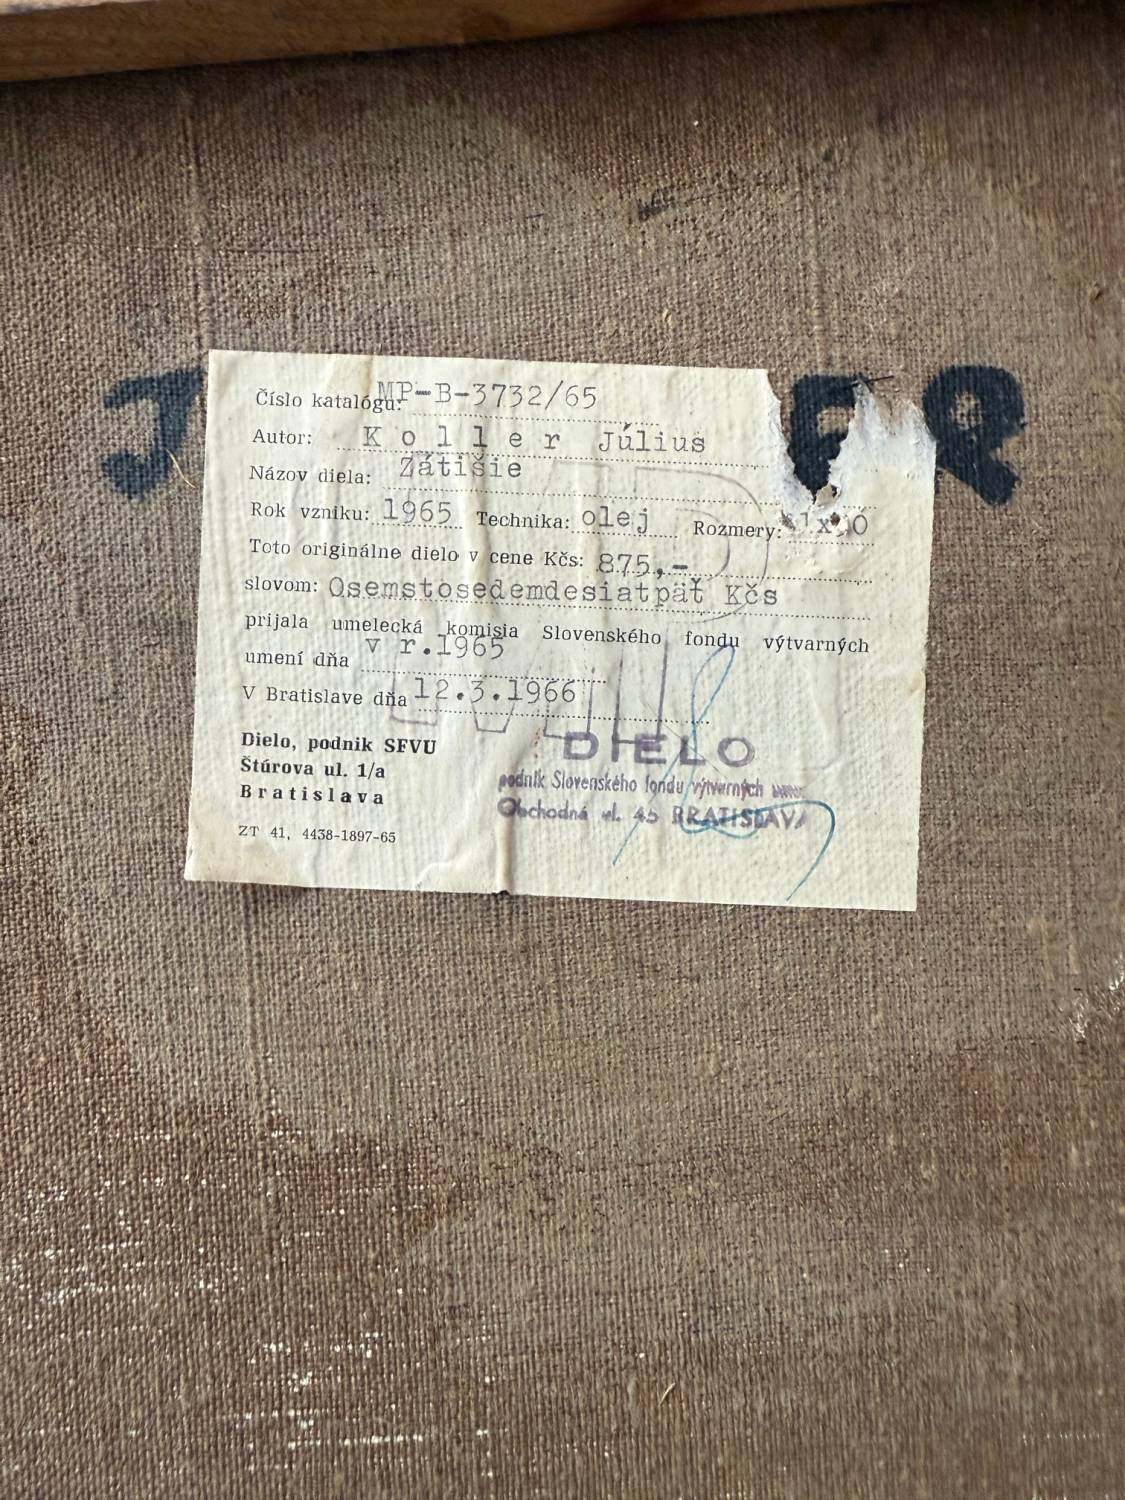 Číslo katalógu: MP-B-3732/65
Autor: Koller Július
Názov diela: Zátišie
Rok vzniku: 1965 Technika: olej Rozmery:
Toto originálne dielo v cene Kčs: 875,-
slovom: Osemstosedemdesiatpäť Kčs
prijala umelecká komisia Slovenského fondu výtvarných
umení dňa v r.1965
V Bratislave dňa 12.3.1966
Dielo, podnik SFVU
Štúrova ul. 1/a
Bratislava
ZT 41, 4438-1897-65
DIELO
podnik Slovenského fondu výtvarných
Obchodná ul. 45 BRATISLAVA